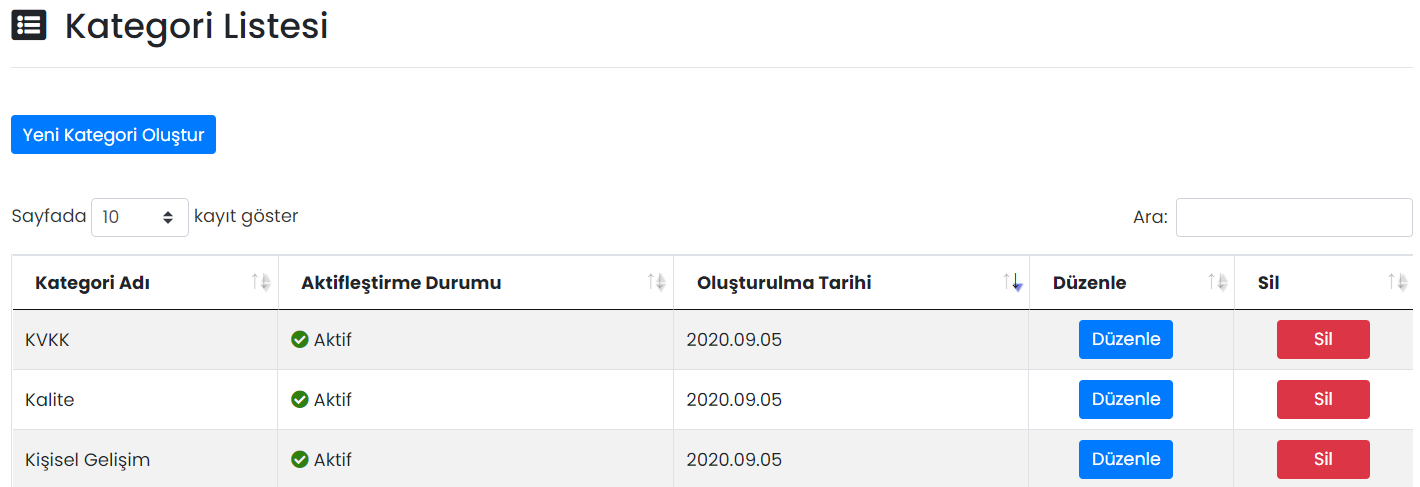 Kategori Listesi
Yeni Kategori Oluştur
Sayfada 10 kayıt göster Ara:
Kategori Adı Aktifleştirme Durumu Oluşturulma Tarihi Düzenle Sil
KVKK Aktif 2020.09.05 Düzenle Sil
Kalite Aktif 2020.09.05 Düzenle Sil
Kişisel Gelişim Aktif 2020.09.05 Düzenle Sil